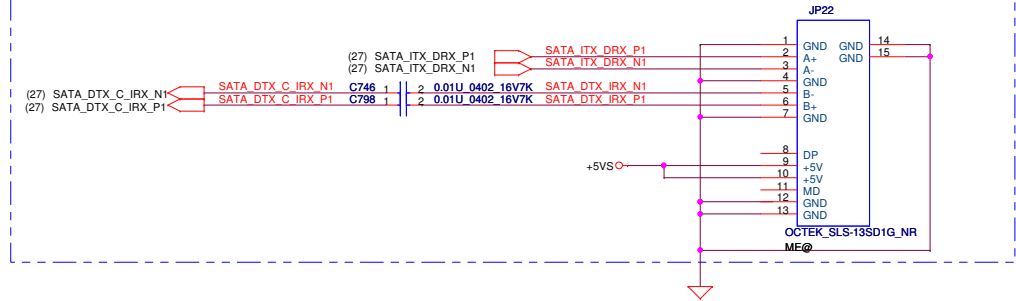 JP22
1 GND GND 14
(27) SATA_ITX_DRX_P1 SATA_ITX_DRX_P1 2 A+ GND 15
(27) SATA_ITX_DRX_N1 SATA_ITX_DRX_N1 3 A-
4 GND
(27) SATA_DTX_C_IRX_N1 SATA_DTX_C_IRX_N1 C746 1 2 0.01U_0402_16V7K SATA_DTX_IRX_N1 5 B-
(27) SATA_DTX_C_IRX_P1 SATA_DTX_C_IRX_P1 C798 1 2 0.01U_0402_16V7K SATA_DTX_IRX_P1 6 B+
7 GND
8 DP
+5VS 9 +5V
10 +5V
11 MD
12 GND
13 GND
OCTEK_SLS-13SD1G_NR
ME@